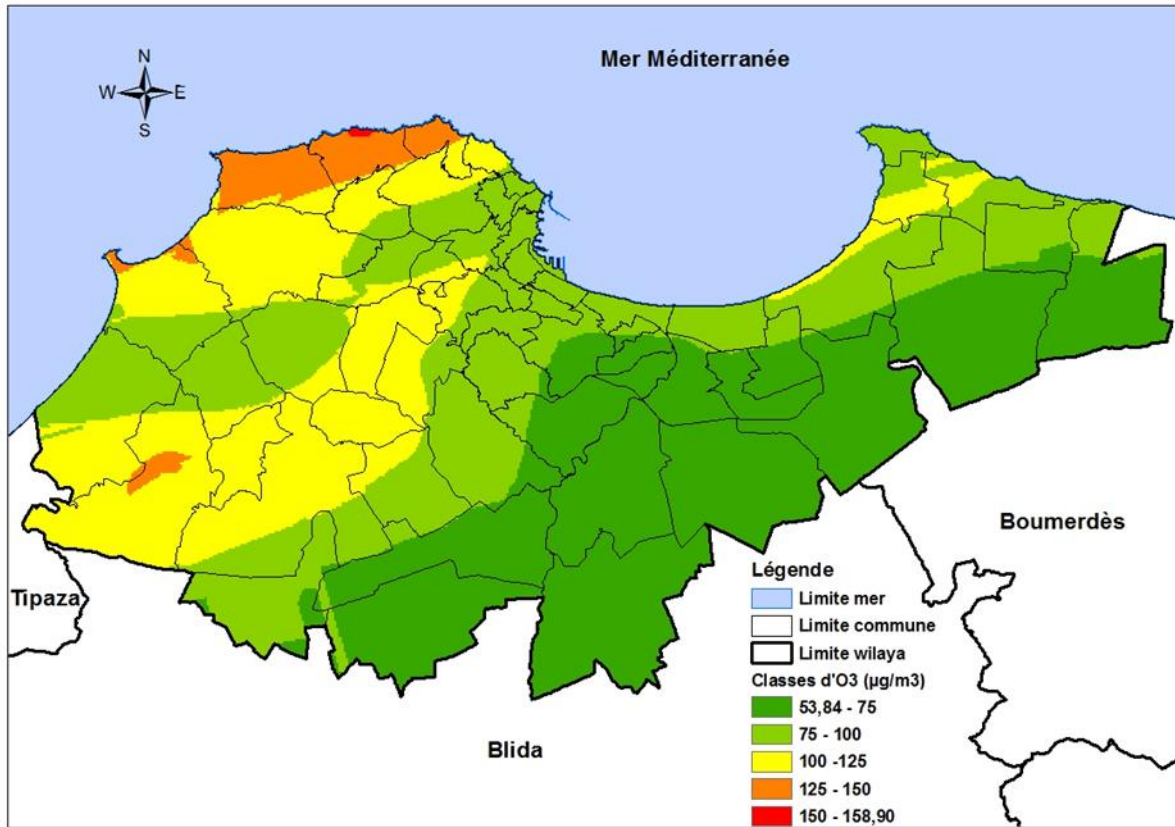 Mer Méditerranée
N
W E
S
Boumerdès
Tipaza
Blida
Légende
Limite mer
Limite commune
Limite wilaya
Classes d'O3 (µg/m3)
53,84 - 75
75 - 100
100 -125
125 - 150
150 - 158,90